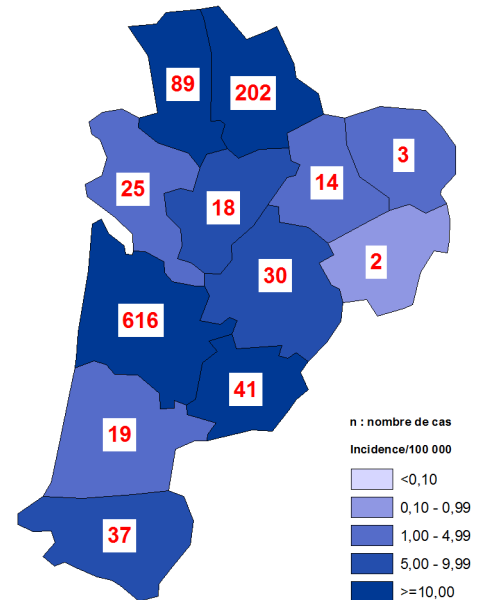 89
202
3
14
25
18
2
30
616
41
19
37
n : nombre de cas
Incidence/100 000
<0,10
0,10 - 0,99
1,00 - 4,99
5,00 - 9,99
>=10,00